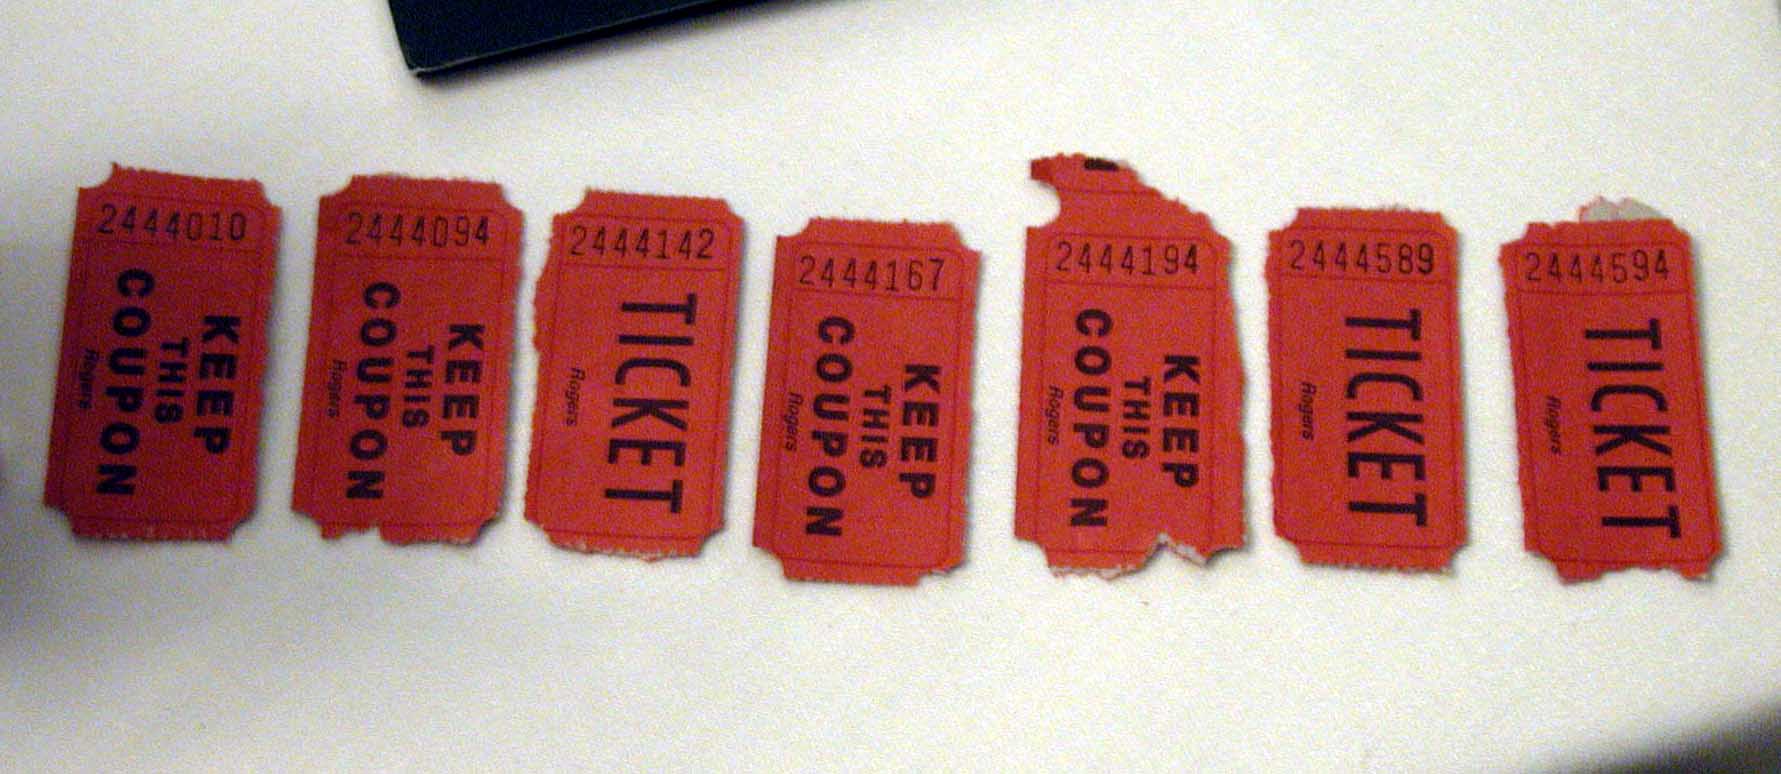 2444010
KEEP
THIS
COUPON
Rogers
2444094
KEEP
THIS
COUPON
Rogers
2444142
TICKET
Rogers
2444167
KEEP
THIS
COUPON
Rogers
2444194
KEEP
THIS
COUPON
Rogers
2444589
TICKET
Rogers
2444594
TICKET
Rogers